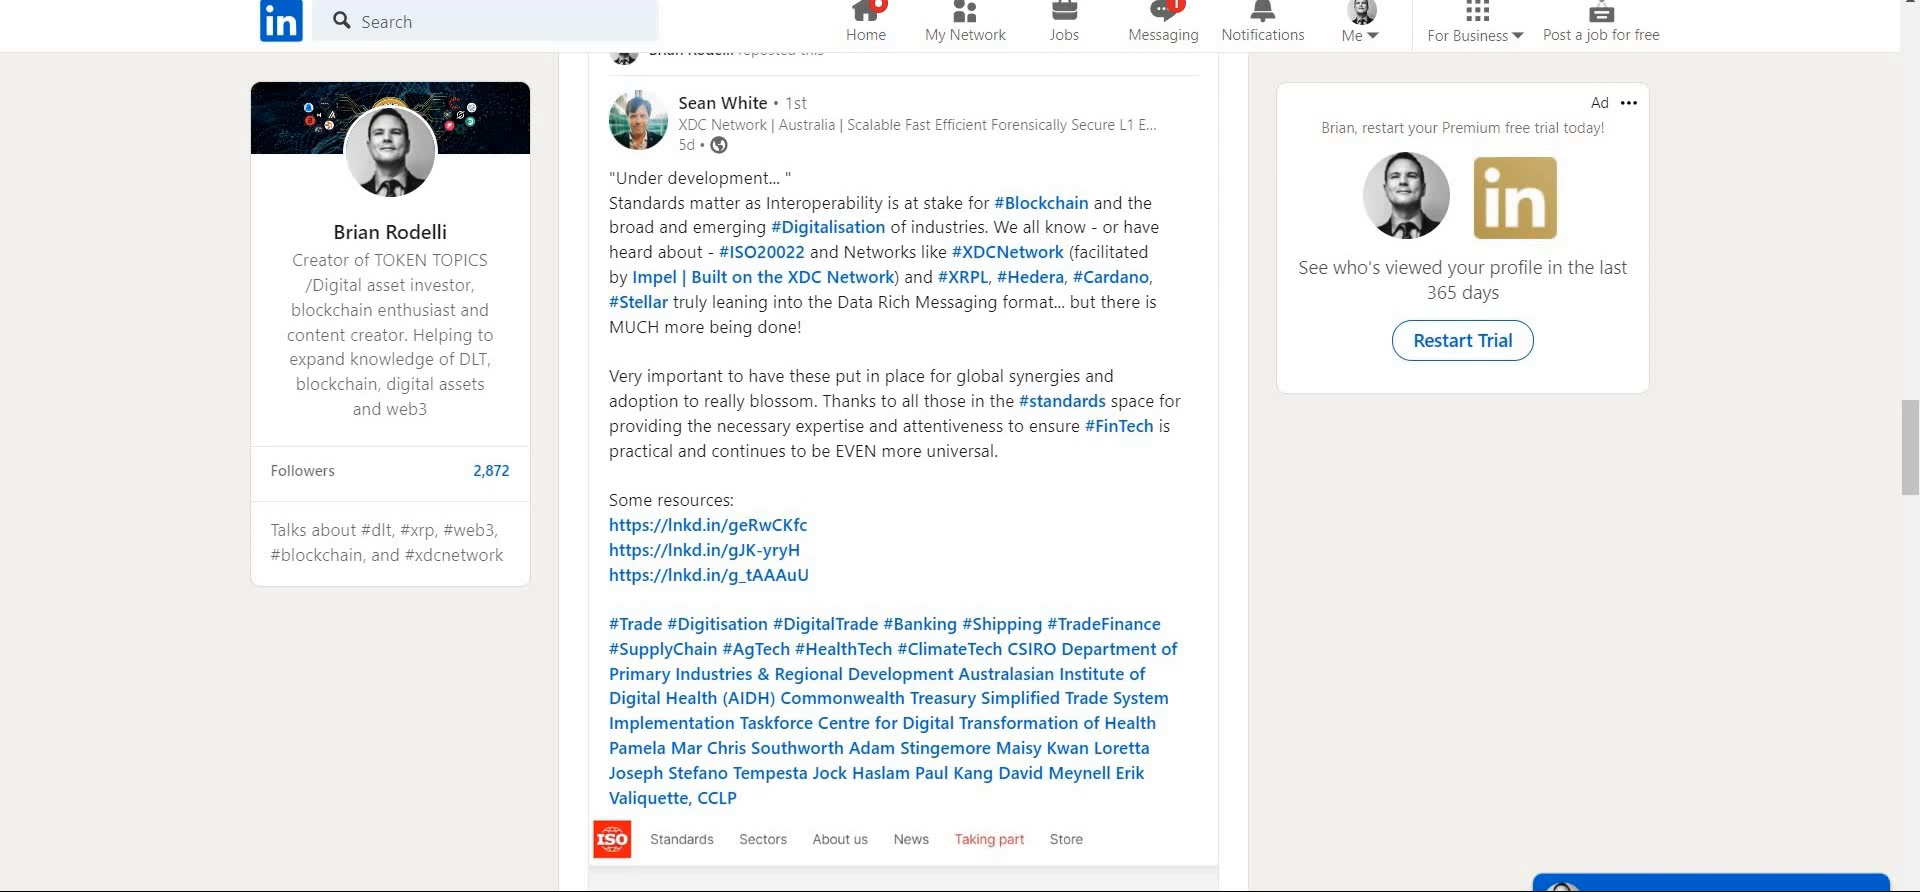 in
Search
Home
My Network
Jobs
1
Messaging
Notifications
Me
For Business
Post a job for free
Brian Rodelli reposted this
Brian Rodelli
Creator of TOKEN TOPICS
/Digital asset investor,
blockchain enthusiast and
content creator. Helping to
expand knowledge of DLT,
blockchain, digital assets
and web3
Followers 2,872
Talks about #dlt, #xrp, #web3,
#blockchain, and #xdcnetwork
Sean White • 1st
XDC Network | Australia | Scalable Fast Efficient Forensically Secure L1 E...
5d •
"Under development... "
Standards matter as Interoperability is at stake for #Blockchain and the
broad and emerging #Digitalisation of industries. We all know - or have
heard about - #ISO20022 and Networks like #XDCNetwork (facilitated
by Impel | Built on the XDC Network) and #XRPL, #Hedera, #Cardano,
#Stellar truly leaning into the Data Rich Messaging format... but there is
MUCH more being done!
Very important to have these put in place for global synergies and
adoption to really blossom. Thanks to all those in the #standards space for
providing the necessary expertise and attentiveness to ensure #FinTech is
practical and continues to be EVEN more universal.
Some resources:
https://lnkd.in/geRwCKfc
https://lnkd.in/gJK-yryH
https://lnkd.in/g_tAAAuU
#Trade #Digitisation #DigitalTrade #Banking #Shipping #TradeFinance
#SupplyChain #AgTech #HealthTech #ClimateTech CSIRO Department of
Primary Industries & Regional Development Australasian Institute of
Digital Health (AIDH) Commonwealth Treasury Simplified Trade System
Implementation Taskforce Centre for Digital Transformation of Health
Pamela Mar Chris Southworth Adam Stingemore Maisy Kwan Loretta
Joseph Stefano Tempesta Jock Haslam Paul Kang David Meynell Erik
Valiquette, CCLP
ISO Standards Sectors About us News Taking part Store
Ad •••
Brian, restart your Premium free trial today!
in
See who's viewed your profile in the last
365 days
Restart Trial